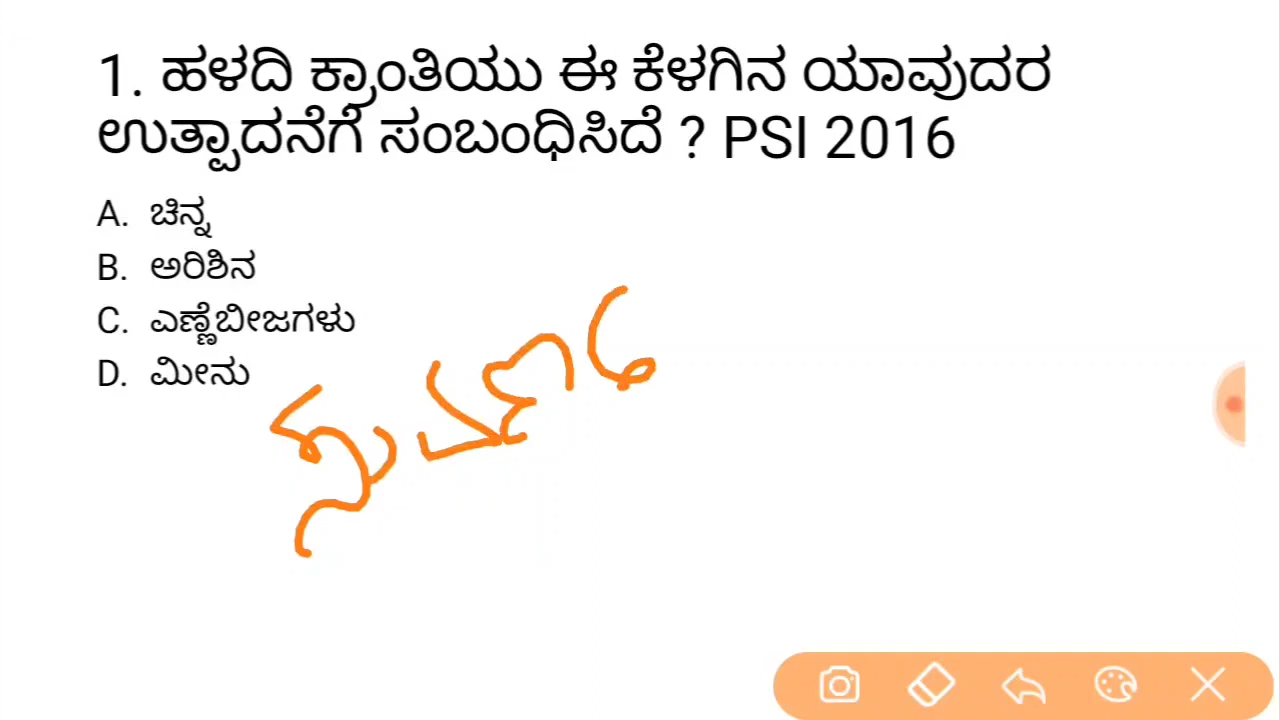 1. ಹಳದಿ ಕ್ರಾಂತಿಯು ಈ ಕೆಳಗಿನ ಯಾವುದರ
ಉತ್ಪಾದನೆಗೆ ಸಂಬಂಧಿಸಿದೆ ? PSI 2016
A. ಚಿನ್ನ
B. ಅರಿಶಿನ
C. ಎಣ್ಣೆಬೀಜಗಳು
D. ಮೀನು